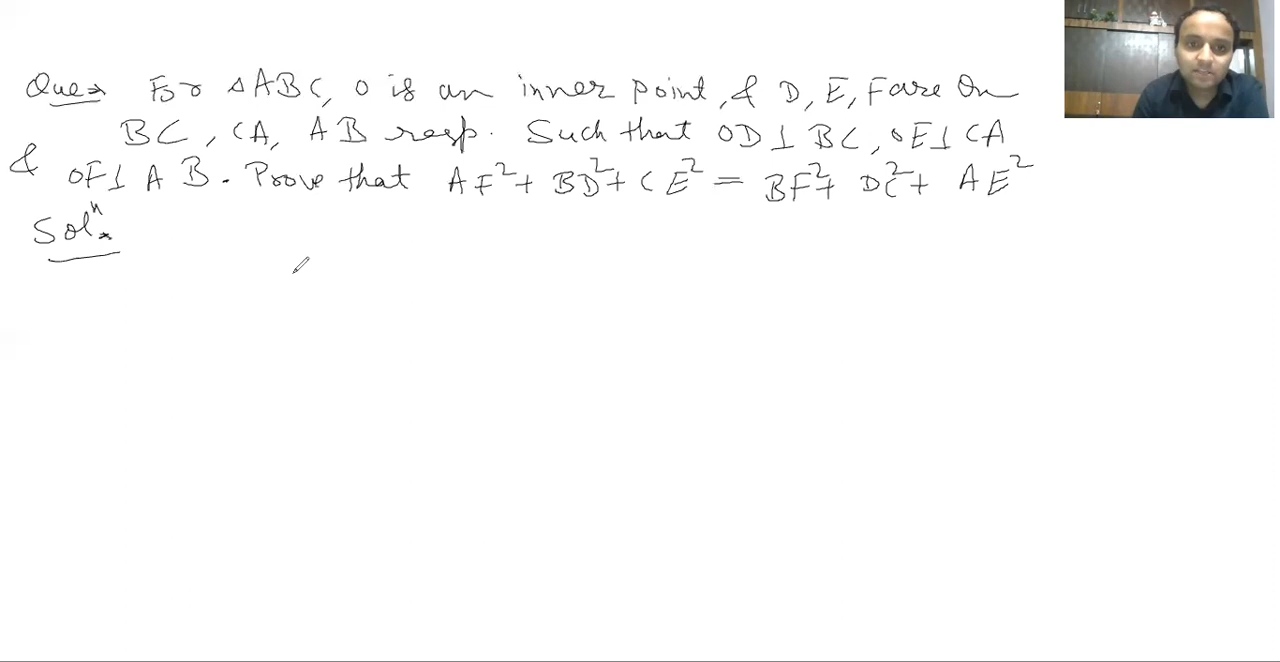 Que→ For △ABC, O is an inner point, & D, E, F are on
BC, CA, AB resp. Such that OD⊥BC, OE⊥CA
& OF⊥AB. Prove that AF²+ BD²+ CE² = BF²+ DC²+ AE²
Solⁿ